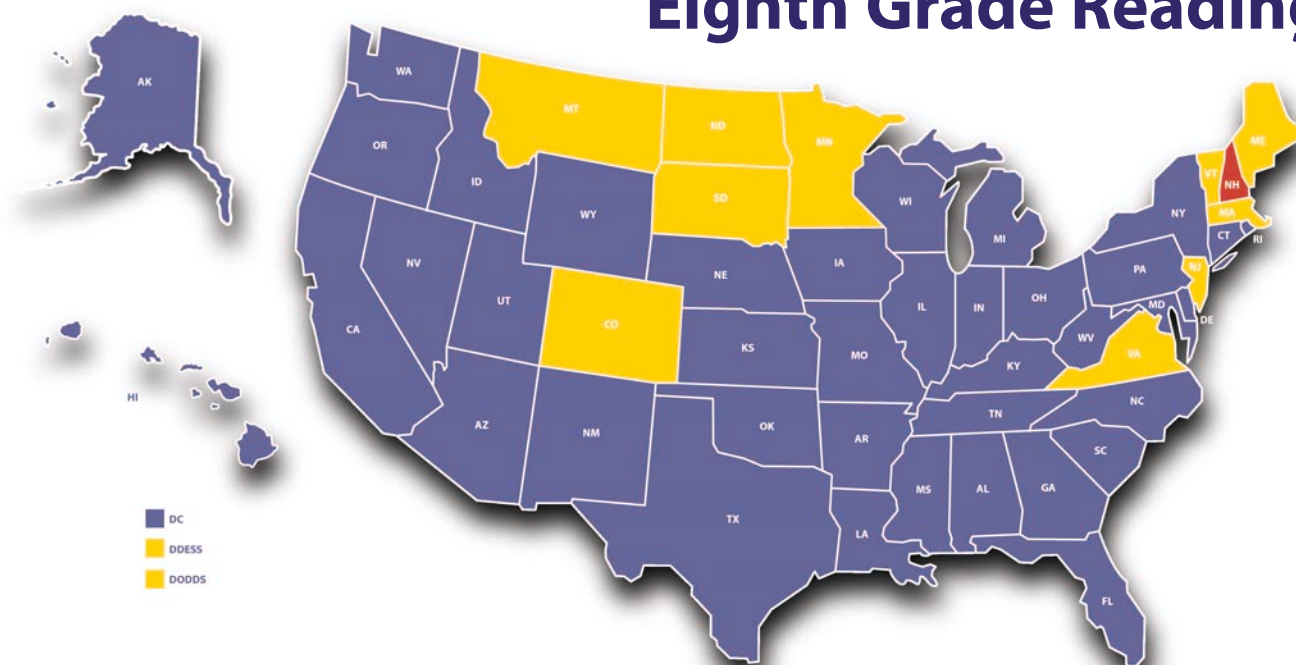 Eighth Grade Reading
AK
WA
MT
ND
MN
ME
OR
ID
WY
SD
WI
MI
VT
NH
NY
MA
CT
RI
NV
UT
CO
NE
IA
IL
IN
OH
PA
NJ
MD
DE
CA
KS
MO
KY
WV
VA
HI
AZ
NM
OK
AR
TN
NC
SC
TX
LA
MS
AL
GA
FL
DC
DDESS
DODDS